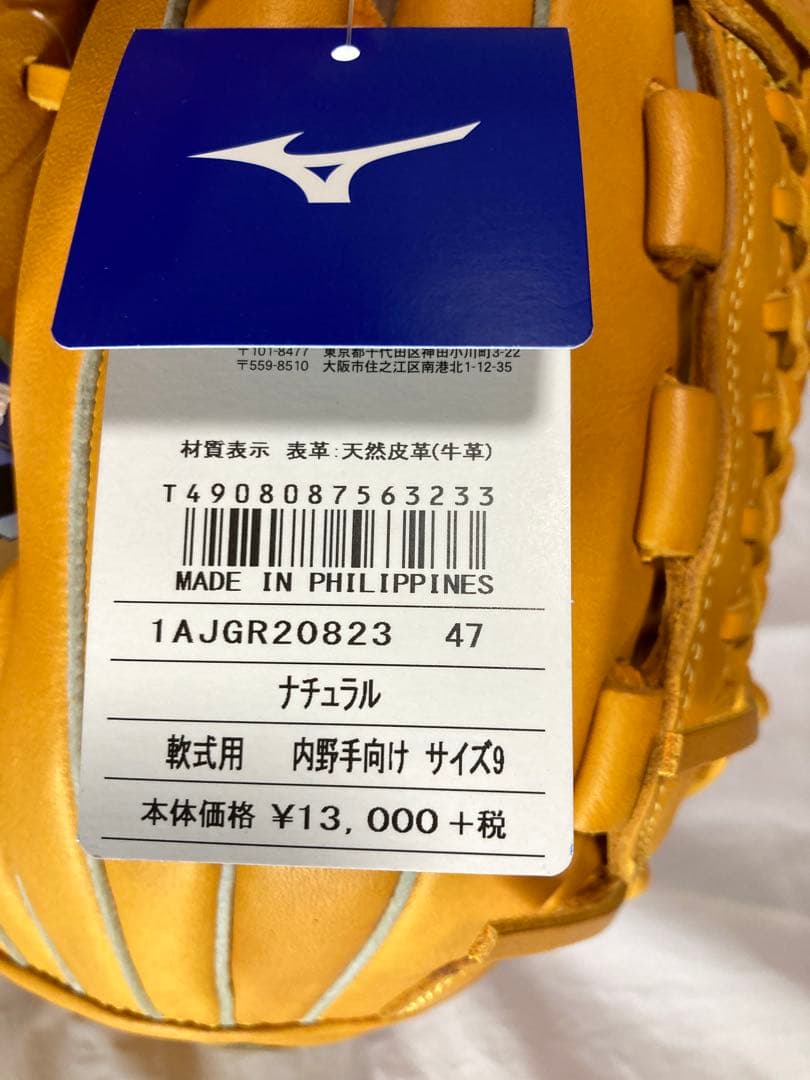 〒101-8477 東京都千代田区神田小川町3-22
〒559-8510 大阪市住之江区南港北1-12-35
材質表示 表革:天然皮革(牛革)
T4908087563233
MADE IN PHILIPPINES
1AJGR20823 47
ナチュラル
軟式用 内野手向け サイズ9
本体価格 ¥13,000+税